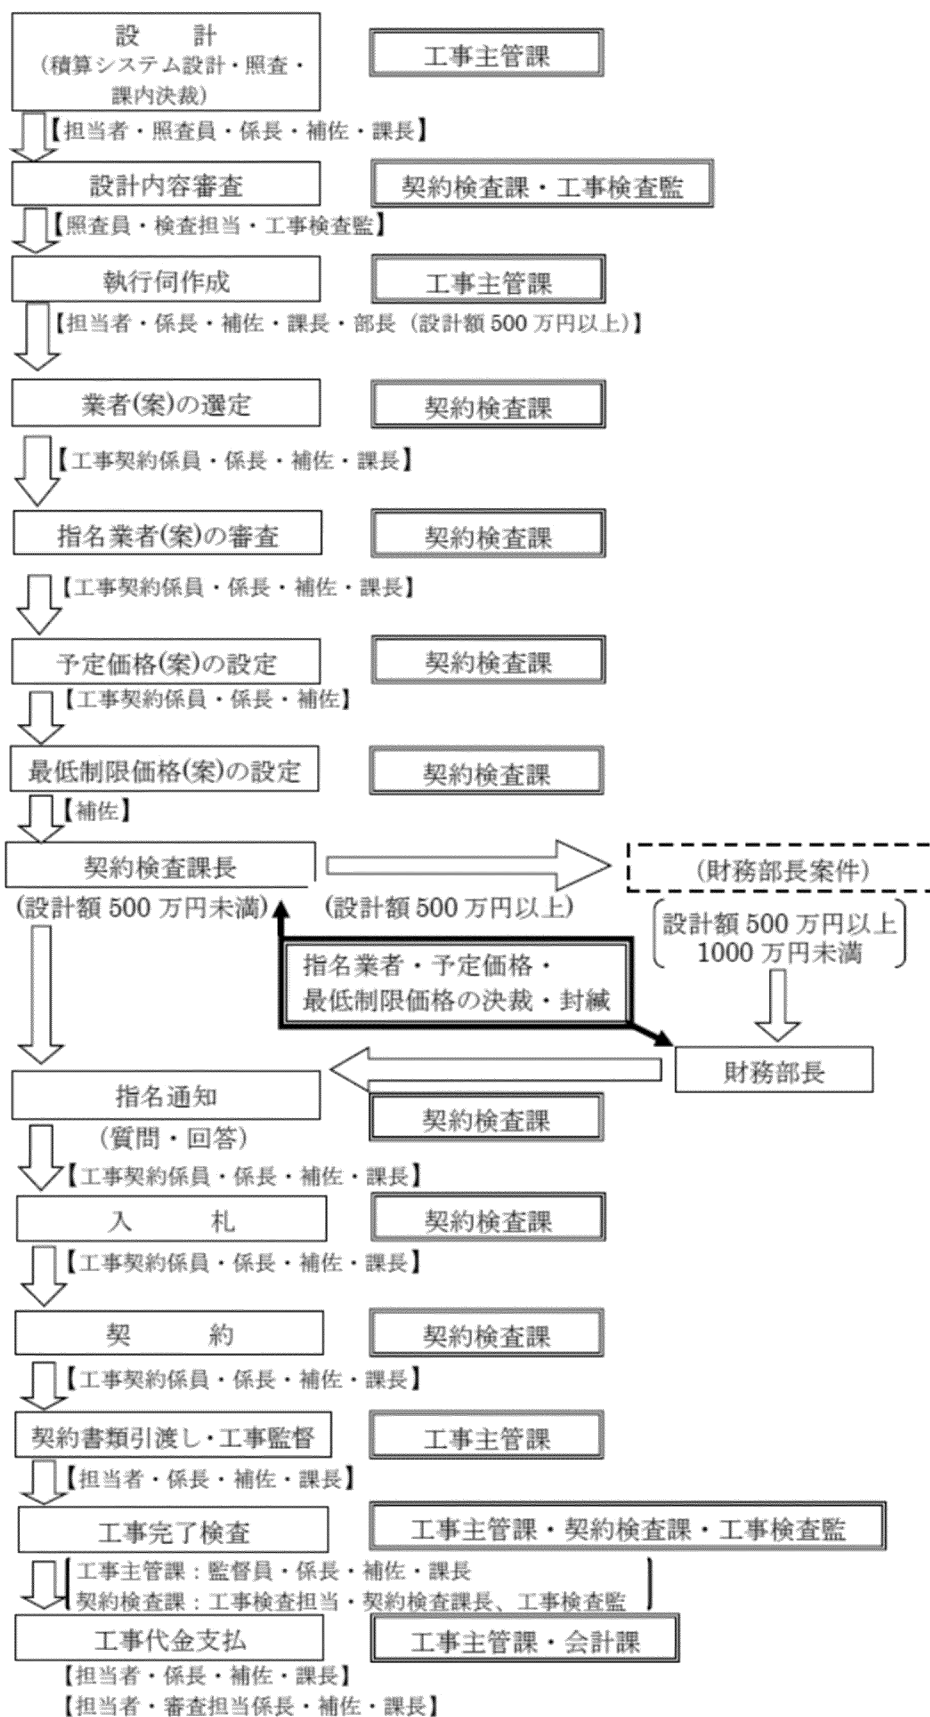 設　　計
(積算システム設計・照査・
課内決裁)
工事主管課
【担当者・照査員・係長・補佐・課長】
設計内容審査
契約検査課・工事検査監
【照査員・検査担当・工事検査監】
執行伺作成
工事主管課
【担当者・係長・補佐・課長・部長（設計額 500 万円以上)】
業者(案)の選定
契約検査課
【工事契約係員・係長・補佐・課長】
指名業者(案)の審査
契約検査課
【工事契約係員・係長・補佐・課長】
予定価格(案)の設定
契約検査課
【工事契約係員・係長・補佐】
最低制限価格(案)の設定
契約検査課
【補佐】
契約検査課長
(財務部長案件)
(設計額 500 万円未満)
(設計額 500 万円以上)
設計額 500 万円以上
1000 万円未満
指名業者・予定価格・
最低制限価格の決裁・封緘
財務部長
指名通知
契約検査課
(質問・回答)
【工事契約係員・係長・補佐・課長】
入　　札
契約検査課
【工事契約係員・係長・補佐・課長】
契　　約
契約検査課
【工事契約係員・係長・補佐・課長】
契約書類引渡し・工事監督
工事主管課
【担当者・係長・補佐・課長】
工事完了検査
工事主管課・契約検査課・工事検査監
工事主管課：監督員・係長・補佐・課長
契約検査課：工事検査担当・契約検査課長、工事検査監
工事代金支払
工事主管課・会計課
【担当者・係長・補佐・課長】
【担当者・審査担当係長・補佐・課長】